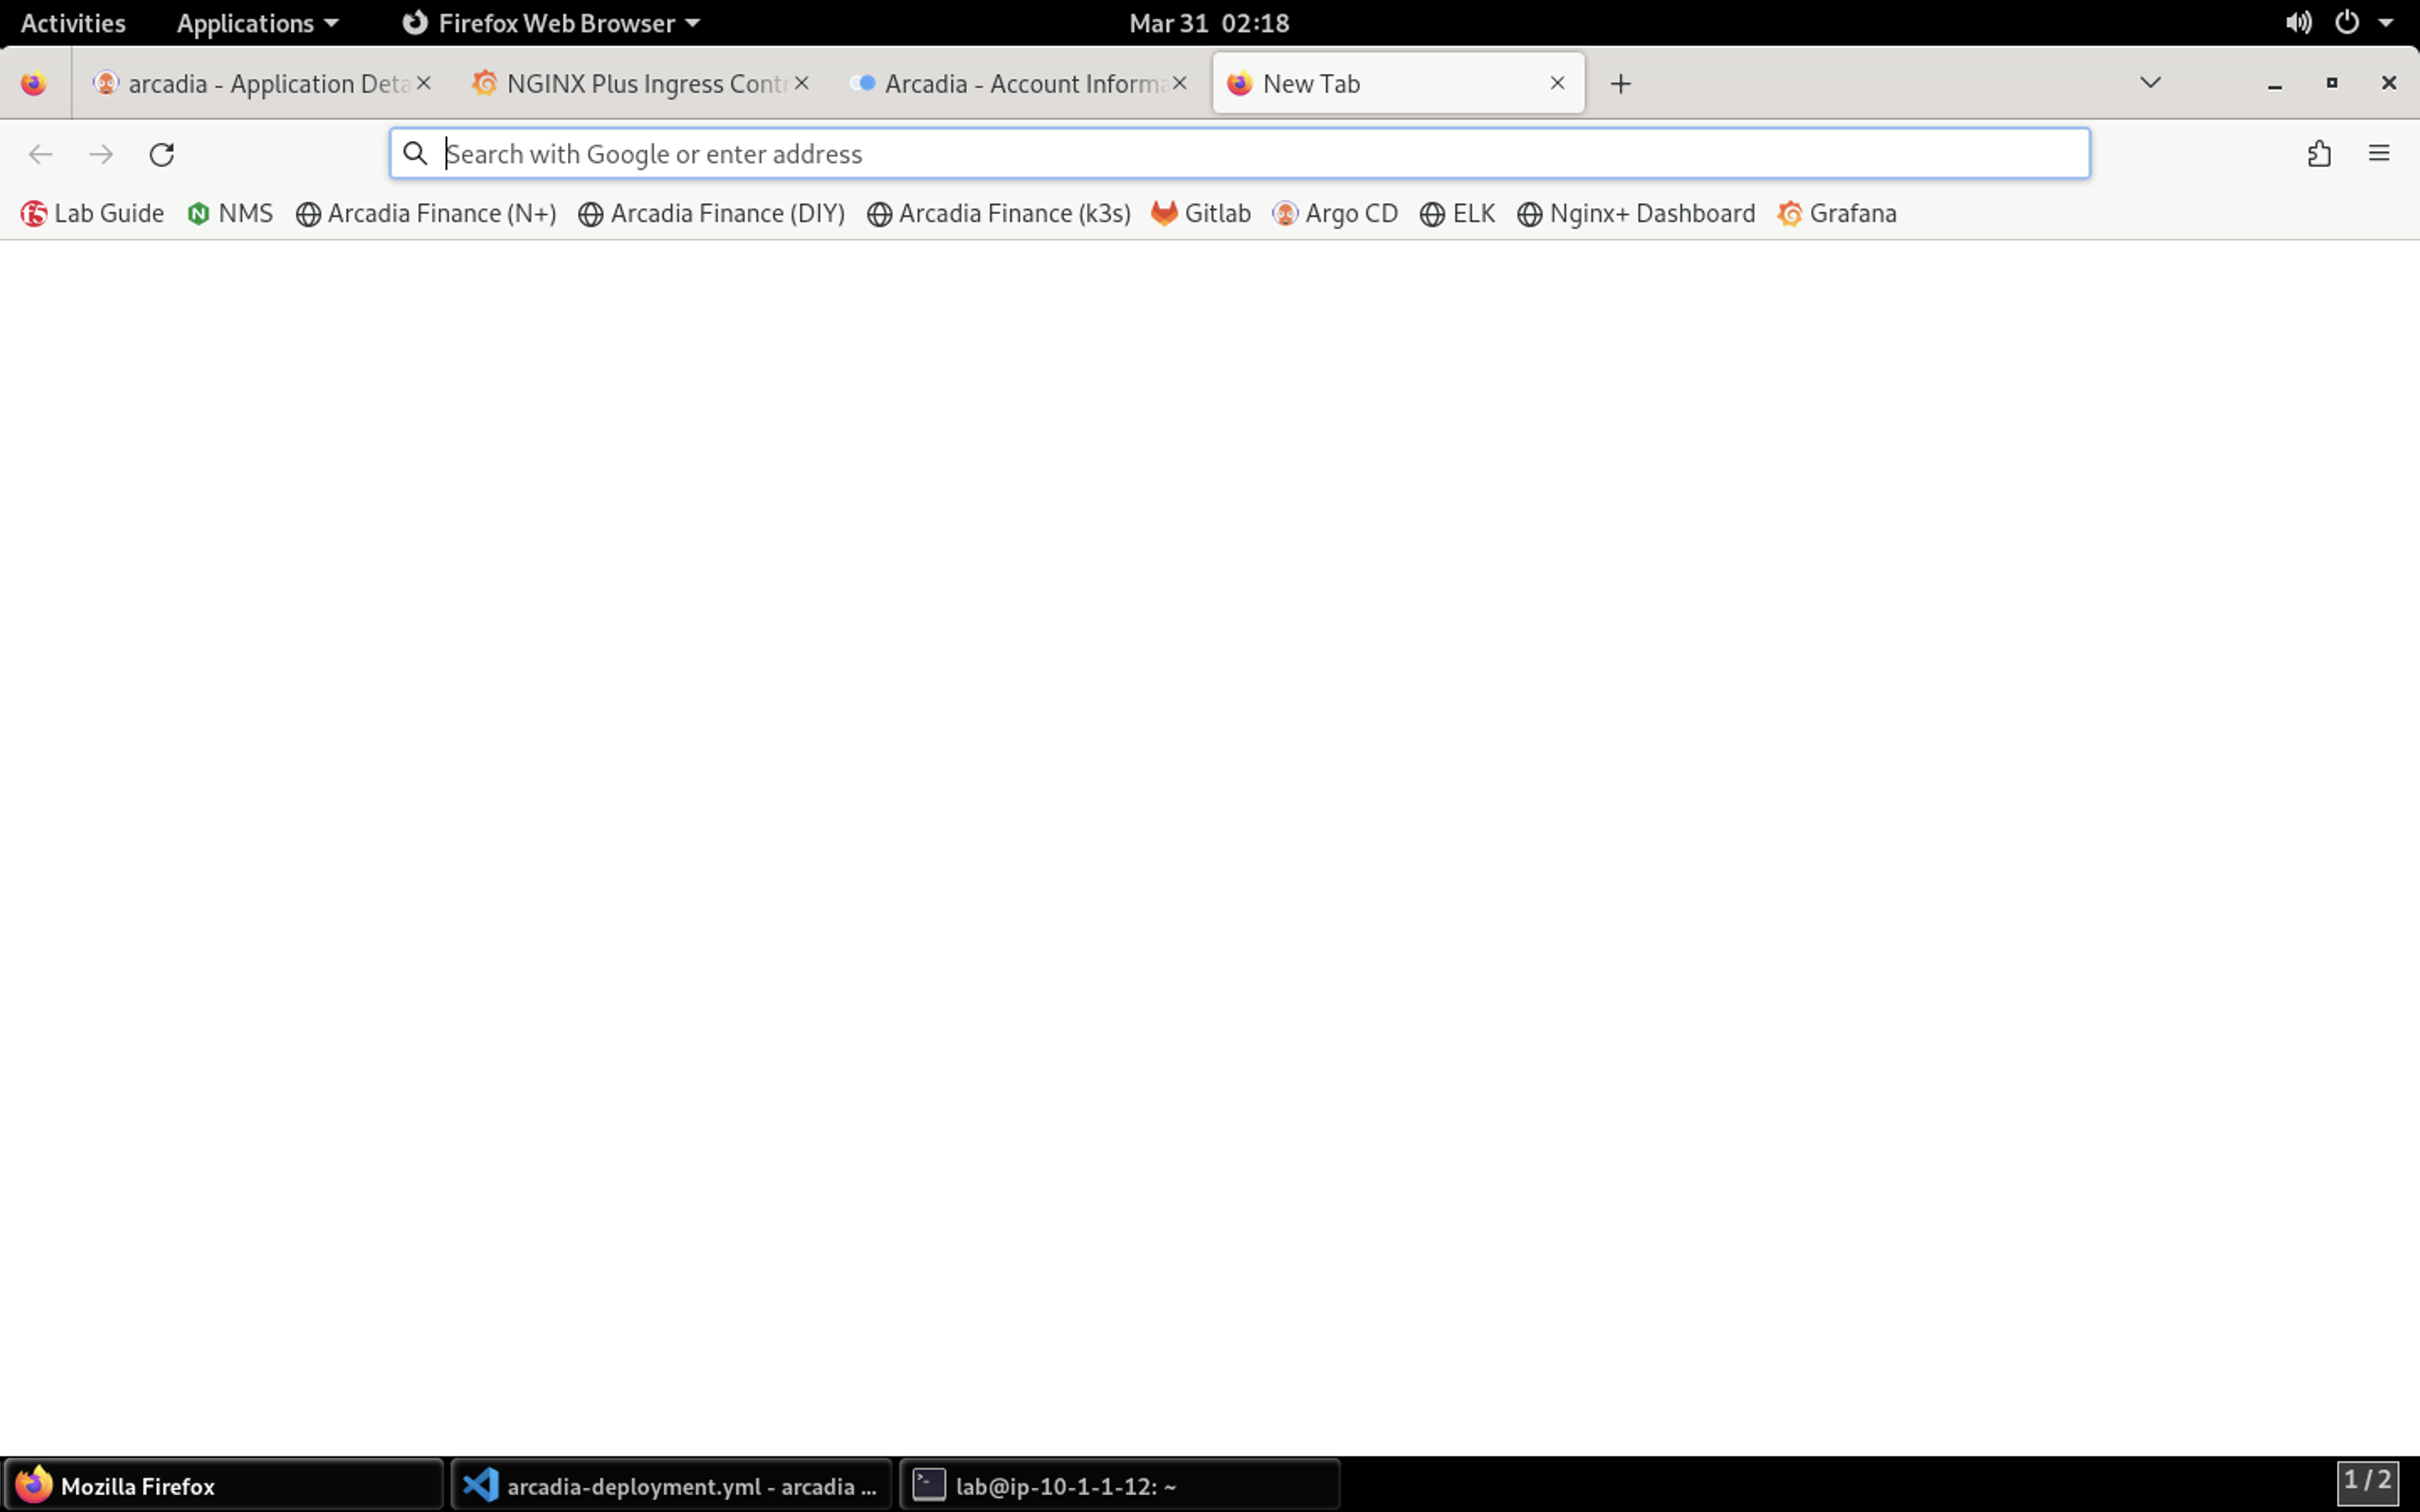 Activities Applications Firefox Web Browser Mar 31 02:18
arcadia - Application Deta NGINX Plus Ingress Contr Arcadia - Account Informa New Tab
Search with Google or enter address
Lab Guide NMS Arcadia Finance (N+) Arcadia Finance (DIY) Arcadia Finance (k3s) Gitlab Argo CD ELK Nginx+ Dashboard Grafana
Mozilla Firefox arcadia-deployment.yml - arcadia ... lab@ip-10-1-1-12: ~ 1 / 2